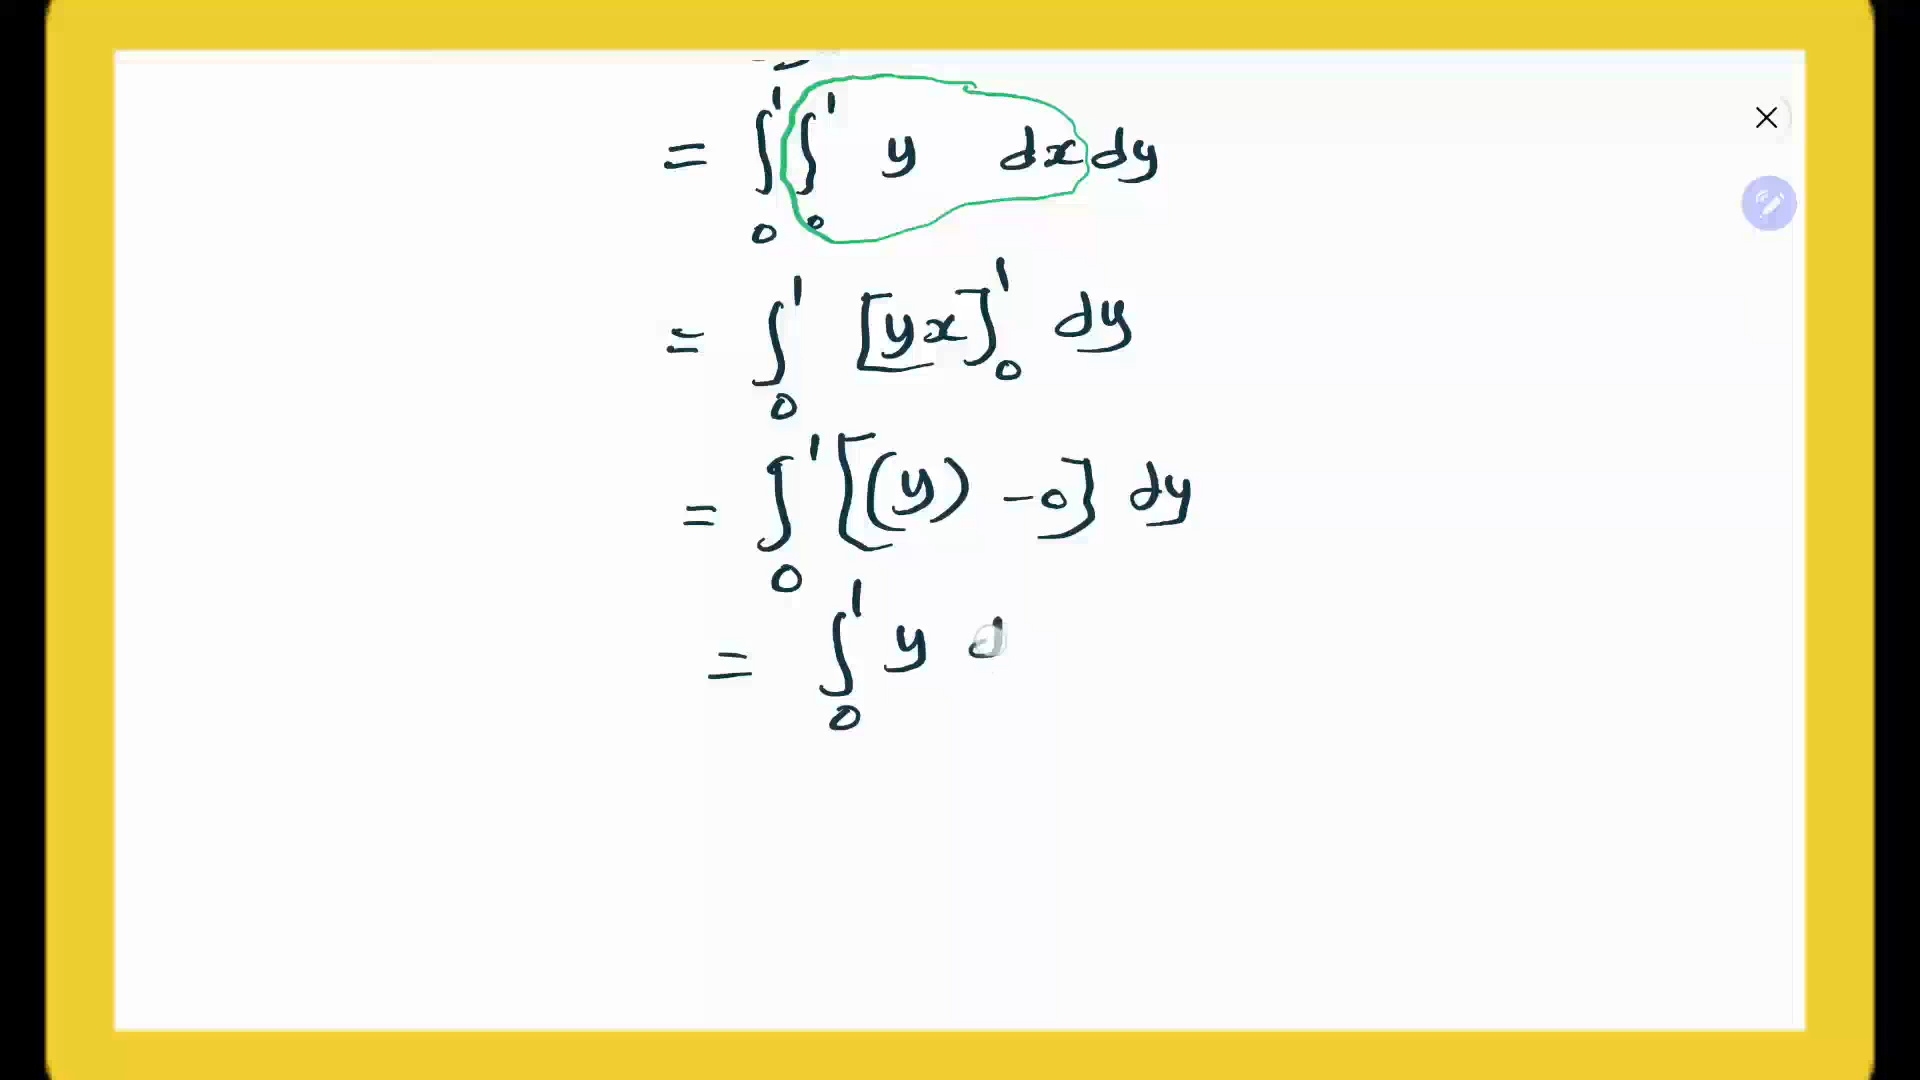 = ∫₀¹ ∫₀¹ y dx dy
= ∫₀¹ [yx]₀¹ dy
= ∫₀¹ [(y) -0] dy
= ∫₀¹ y d